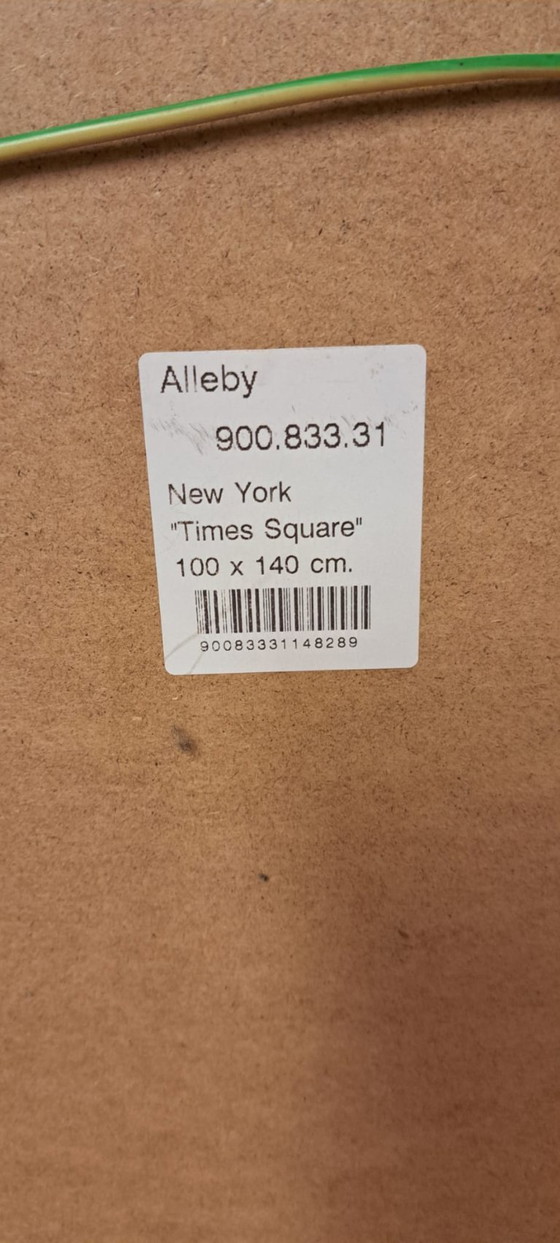 Alleby
900.833.31
New York
"Times Square"
100 x 140 cm.
90083331148289